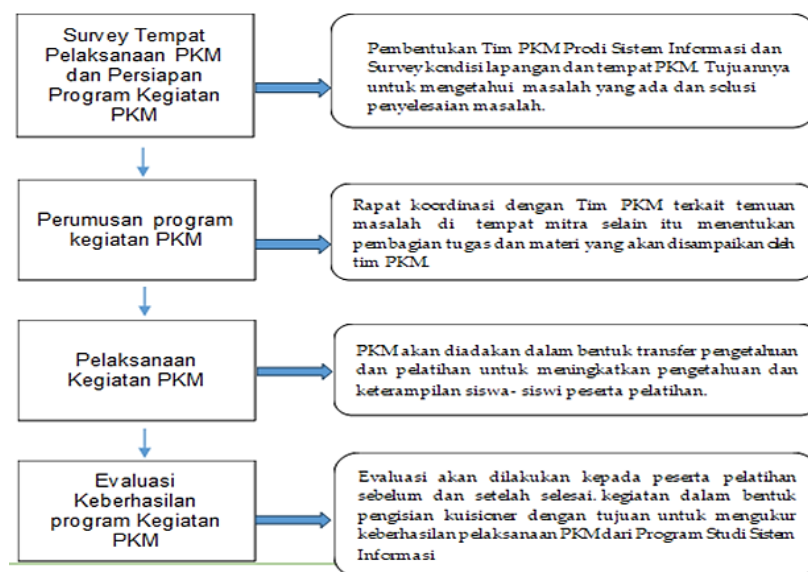 Survey Tempat
Pelaksanaan PKM
dan Persiapan
Program Kegiatan
PKM
Pembentukan Tim PKM Prodi Sistem Informasi dan
Survey kondisi lapangan dan tempat PKM. Tujuannya
untuk mengetahui masalah yang ada dan solusi
penyelesaian masalah.
Perumusan program
kegiatan PKM
Rapat koordinasi dengan Tim PKM terkait temuan
masalah di tempat mitra selain itu menentukan
pembagian tugas dan materi yang akan disampaikan oleh
tim PKM.
Pelaksanaan
Kegiatan PKM
PKM akan diadakan dalam bentuk transfer pengetahuan
dan pelatihan untuk meningkatkan pengetahuan dan
keterampilan siswa- siswi peserta pelatihan.
Evaluasi
Keberhasilan
program Kegiatan
PKM
Evaluasi akan dilakukan kepada peserta pelatihan
sebelum dan setelah selesai. kegiatan dalam bentuk
pengisian kuisioner dengan tujuan untuk mengukur
keberhasilan pelaksanaan PKM dari Program Studi Sistem
Informasi